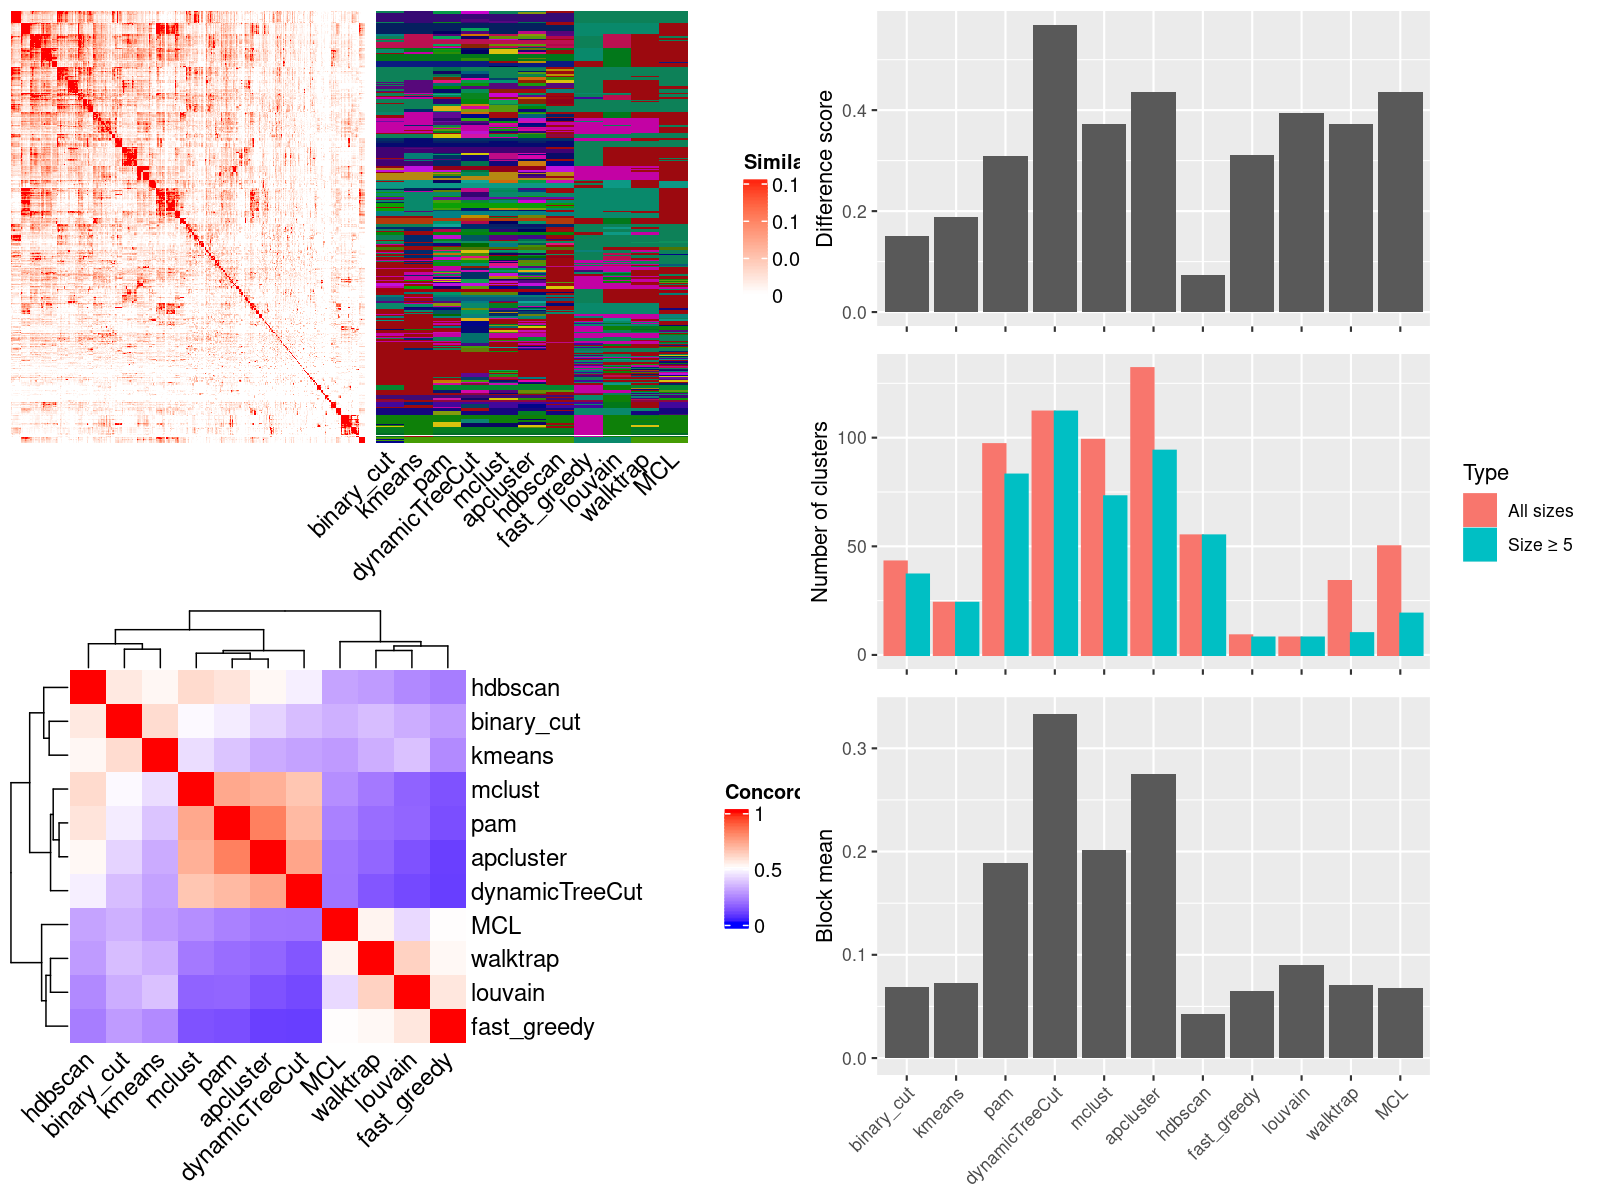 Simila
0.1
0.1
0.0
0
binary_cut
kmeans
pam
dynamicTreeCut
mclust
apcluster
hdbscan
fast_greedy
louvain
walktrap
MCL
hdbscan
binary_cut
kmeans
mclust
pam
apcluster
dynamicTreeCut
MCL
walktrap
louvain
fast_greedy
hdbscan
binary_cut
kmeans
mclust
pam
apcluster
dynamicTreeCut
MCL
walktrap
louvain
fast_greedy
Concord
1
0.5
0
Difference score
0.4
0.2
0.0
Number of clusters
100
50
0
Type
All sizes
Size ≥ 5
Block mean
0.3
0.2
0.1
0.0
binary_cut
kmeans
pam
dynamicTreeCut
mclust
apcluster
hdbscan
fast_greedy
louvain
walktrap
MCL